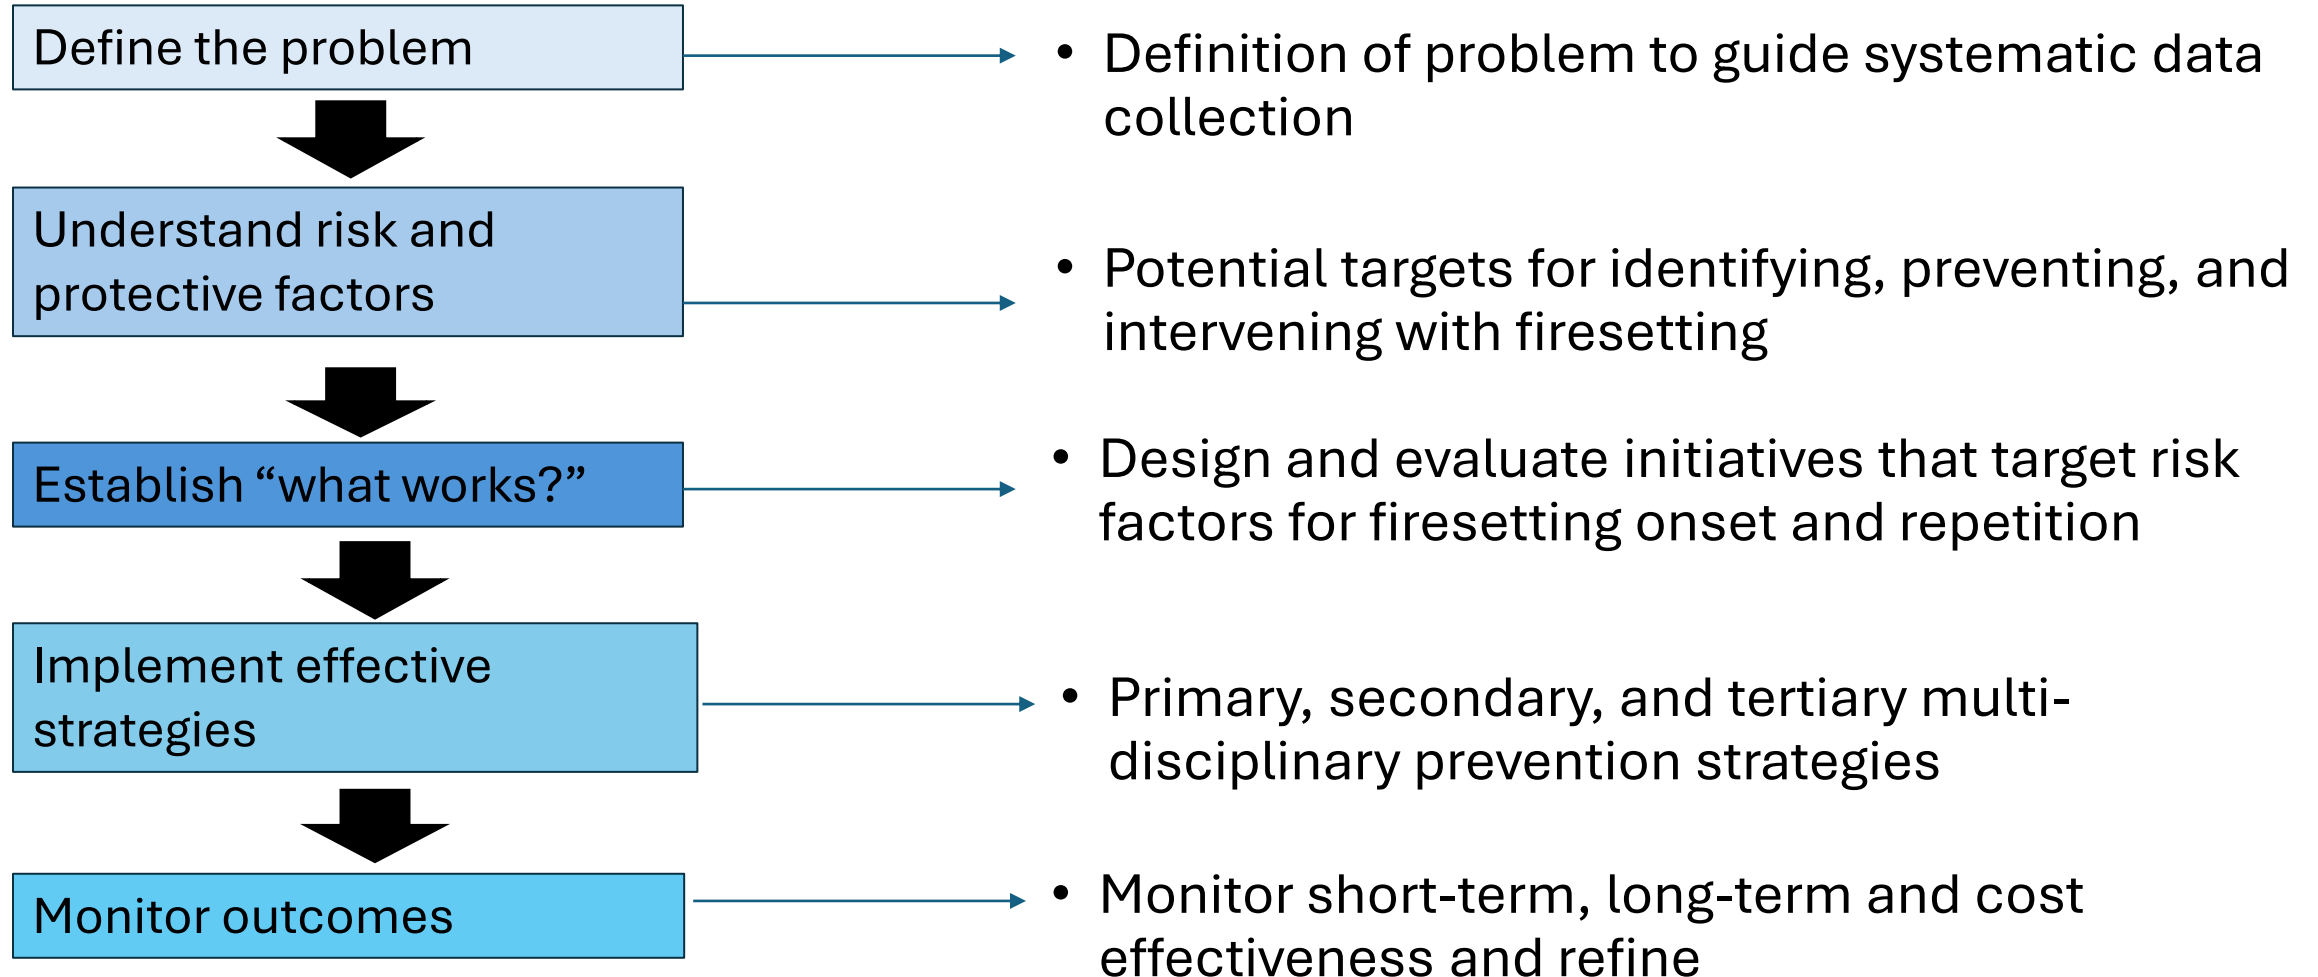 Define the problem
• Definition of problem to guide systematic data
collection
Understand risk and
protective factors
• Potential targets for identifying, preventing, and
intervening with firesetting
Establish “what works?”
• Design and evaluate initiatives that target risk
factors for firesetting onset and repetition
Implement effective
strategies
• Primary, secondary, and tertiary multi-
disciplinary prevention strategies
Monitor outcomes
• Monitor short-term, long-term and cost
effectiveness and refine